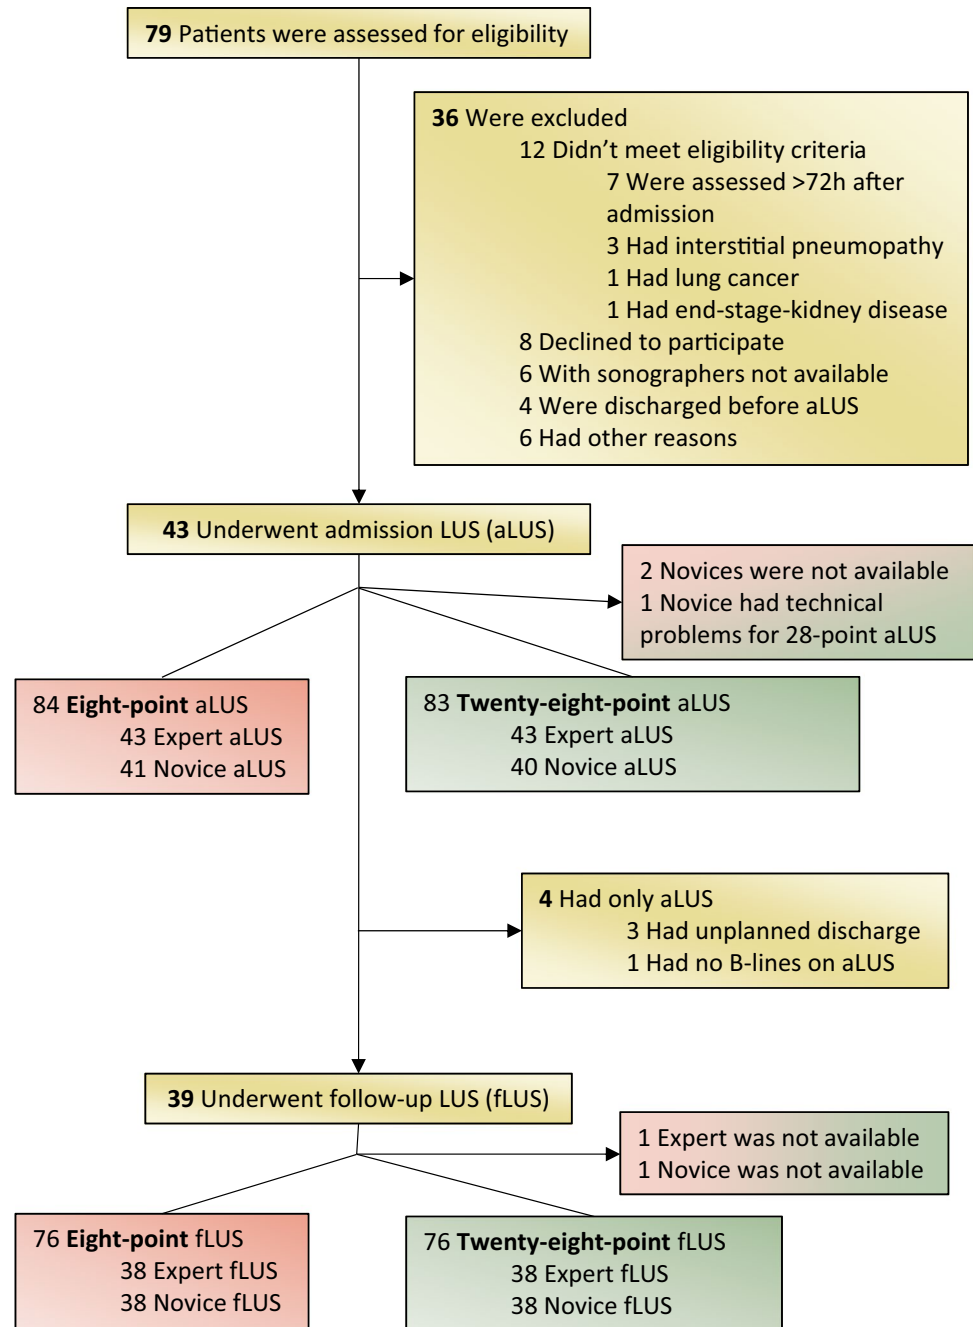 79 Patients were assessed for eligibility
36 Were excluded
12 Didn’t meet eligibility criteria
7 Were assessed >72h after
admission
3 Had interstitial pneumopathy
1 Had lung cancer
1 Had end-stage-kidney disease
8 Declined to participate
6 With sonographers not available
4 Were discharged before aLUS
6 Had other reasons
43 Underwent admission LUS (aLUS)
2 Novices were not available
1 Novice had technical
problems for 28-point aLUS
84 Eight-point aLUS
43 Expert aLUS
41 Novice aLUS
83 Twenty-eight-point aLUS
43 Expert aLUS
40 Novice aLUS
4 Had only aLUS
3 Had unplanned discharge
1 Had no B-lines on aLUS
39 Underwent follow-up LUS (fLUS)
1 Expert was not available
1 Novice was not available
76 Eight-point fLUS
38 Expert fLUS
38 Novice fLUS
76 Twenty-eight-point fLUS
38 Expert fLUS
38 Novice fLUS